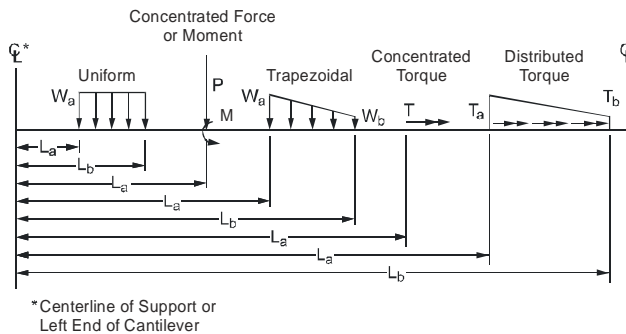 Concentrated Force
or Moment
℄*
Uniform
Trapezoidal
Concentrated
Torque
Distributed
Torque
℄
Wa
P
M
Wa
Wb
T
Ta
Tb
La
Lb
La
La
Lb
La
La
Lb
*Centerline of Support or
Left End of Cantilever